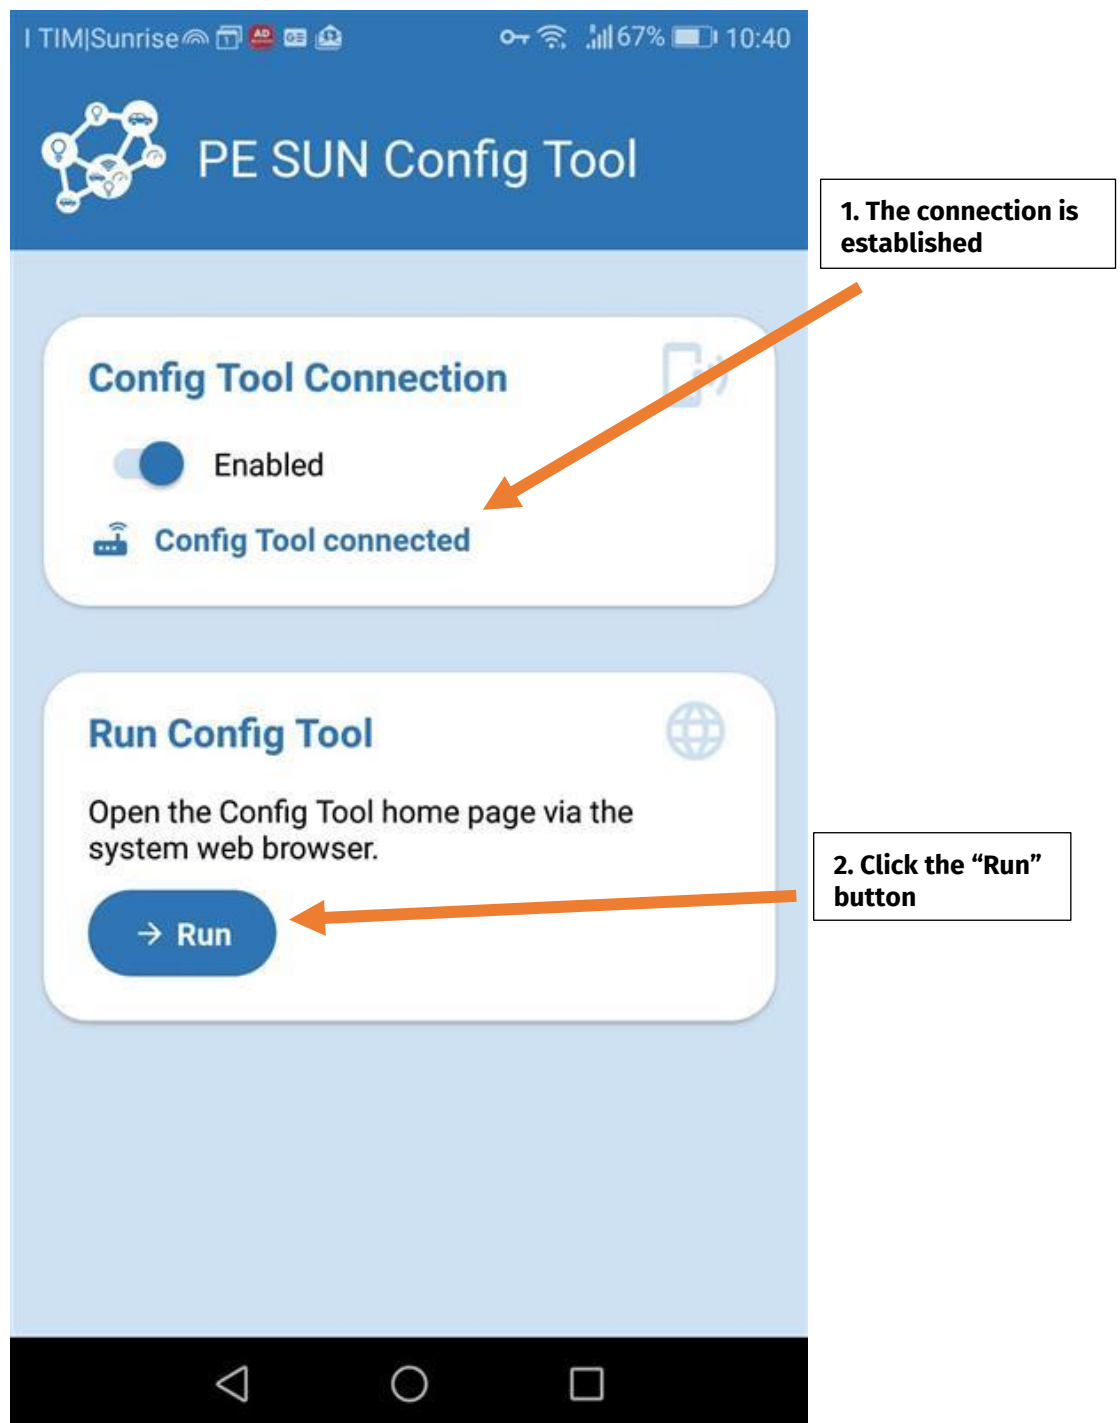 I TIM|Sunrise 67% 10:40
PE SUN Config Tool
1. The connection is
established
Config Tool Connection
Enabled
Config Tool connected
Run Config Tool
Open the Config Tool home page via the
system web browser.
2. Click the “Run”
button
→ Run